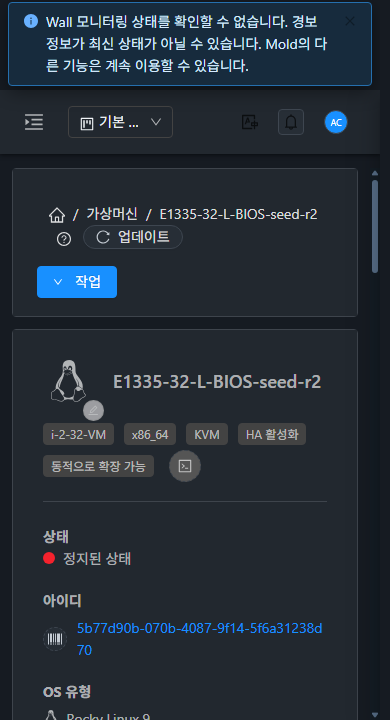 Wall 모니터링 상태를 확인할 수 없습니다. 경보
정보가 최신 상태가 아닐 수 있습니다. Mold의 다
른 기능은 계속 이용할 수 있습니다.
기본 ...
AC
/ 가상머신 / E1335-32-L-BIOS-seed-r2
업데이트
작업
E1335-32-L-BIOS-seed-r2
i-2-32-VM x86_64 KVM HA 활성화
동적으로 확장 가능
상태
정지된 상태
아이디
5b77d90b-070b-4087-9f14-5f6a31238d
70
OS 유형
Rocky Linux 9